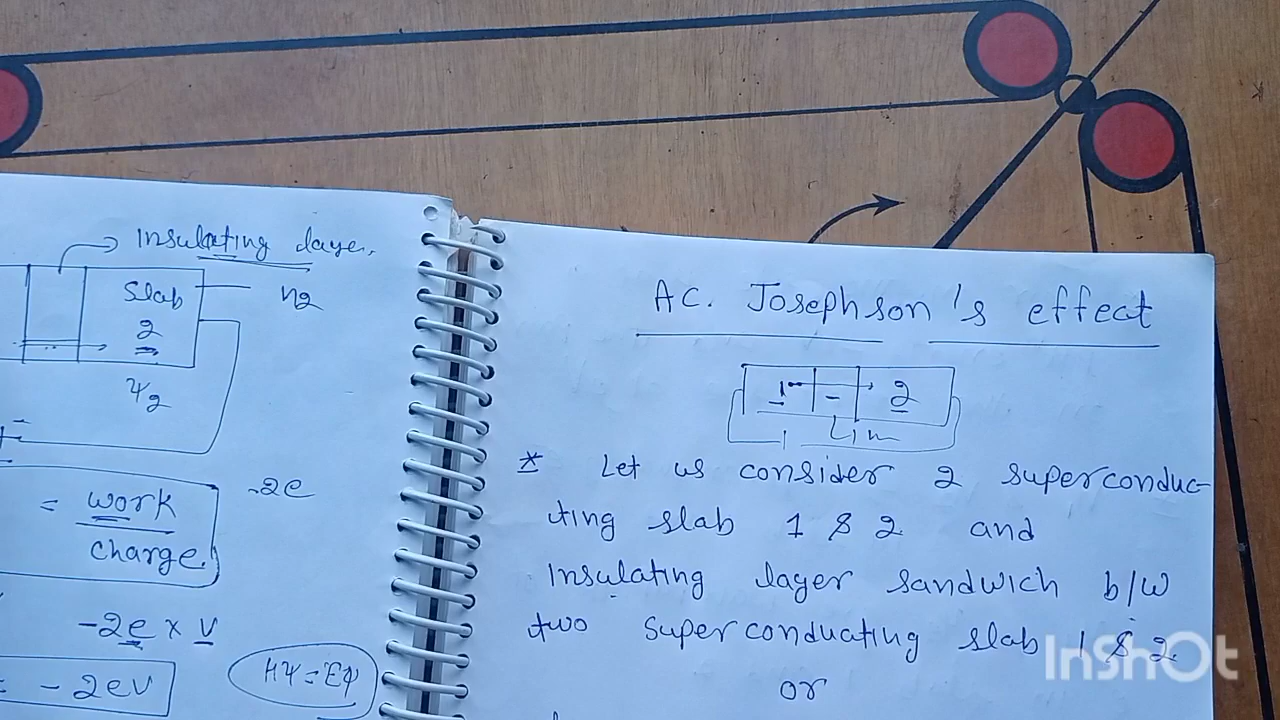 Insulating laye,
Slab
2
n2
ψ2
= work
charge
-2e
-2e x v
= -2ev
Hψ=Eψ
AC. Josephson's effect
1 - 2
Let us consider 2 superconduc-
ting slab 1 & 2 and
insulating layer sandwich b/w
two superconducting slab 1 & 2
or
InShOt